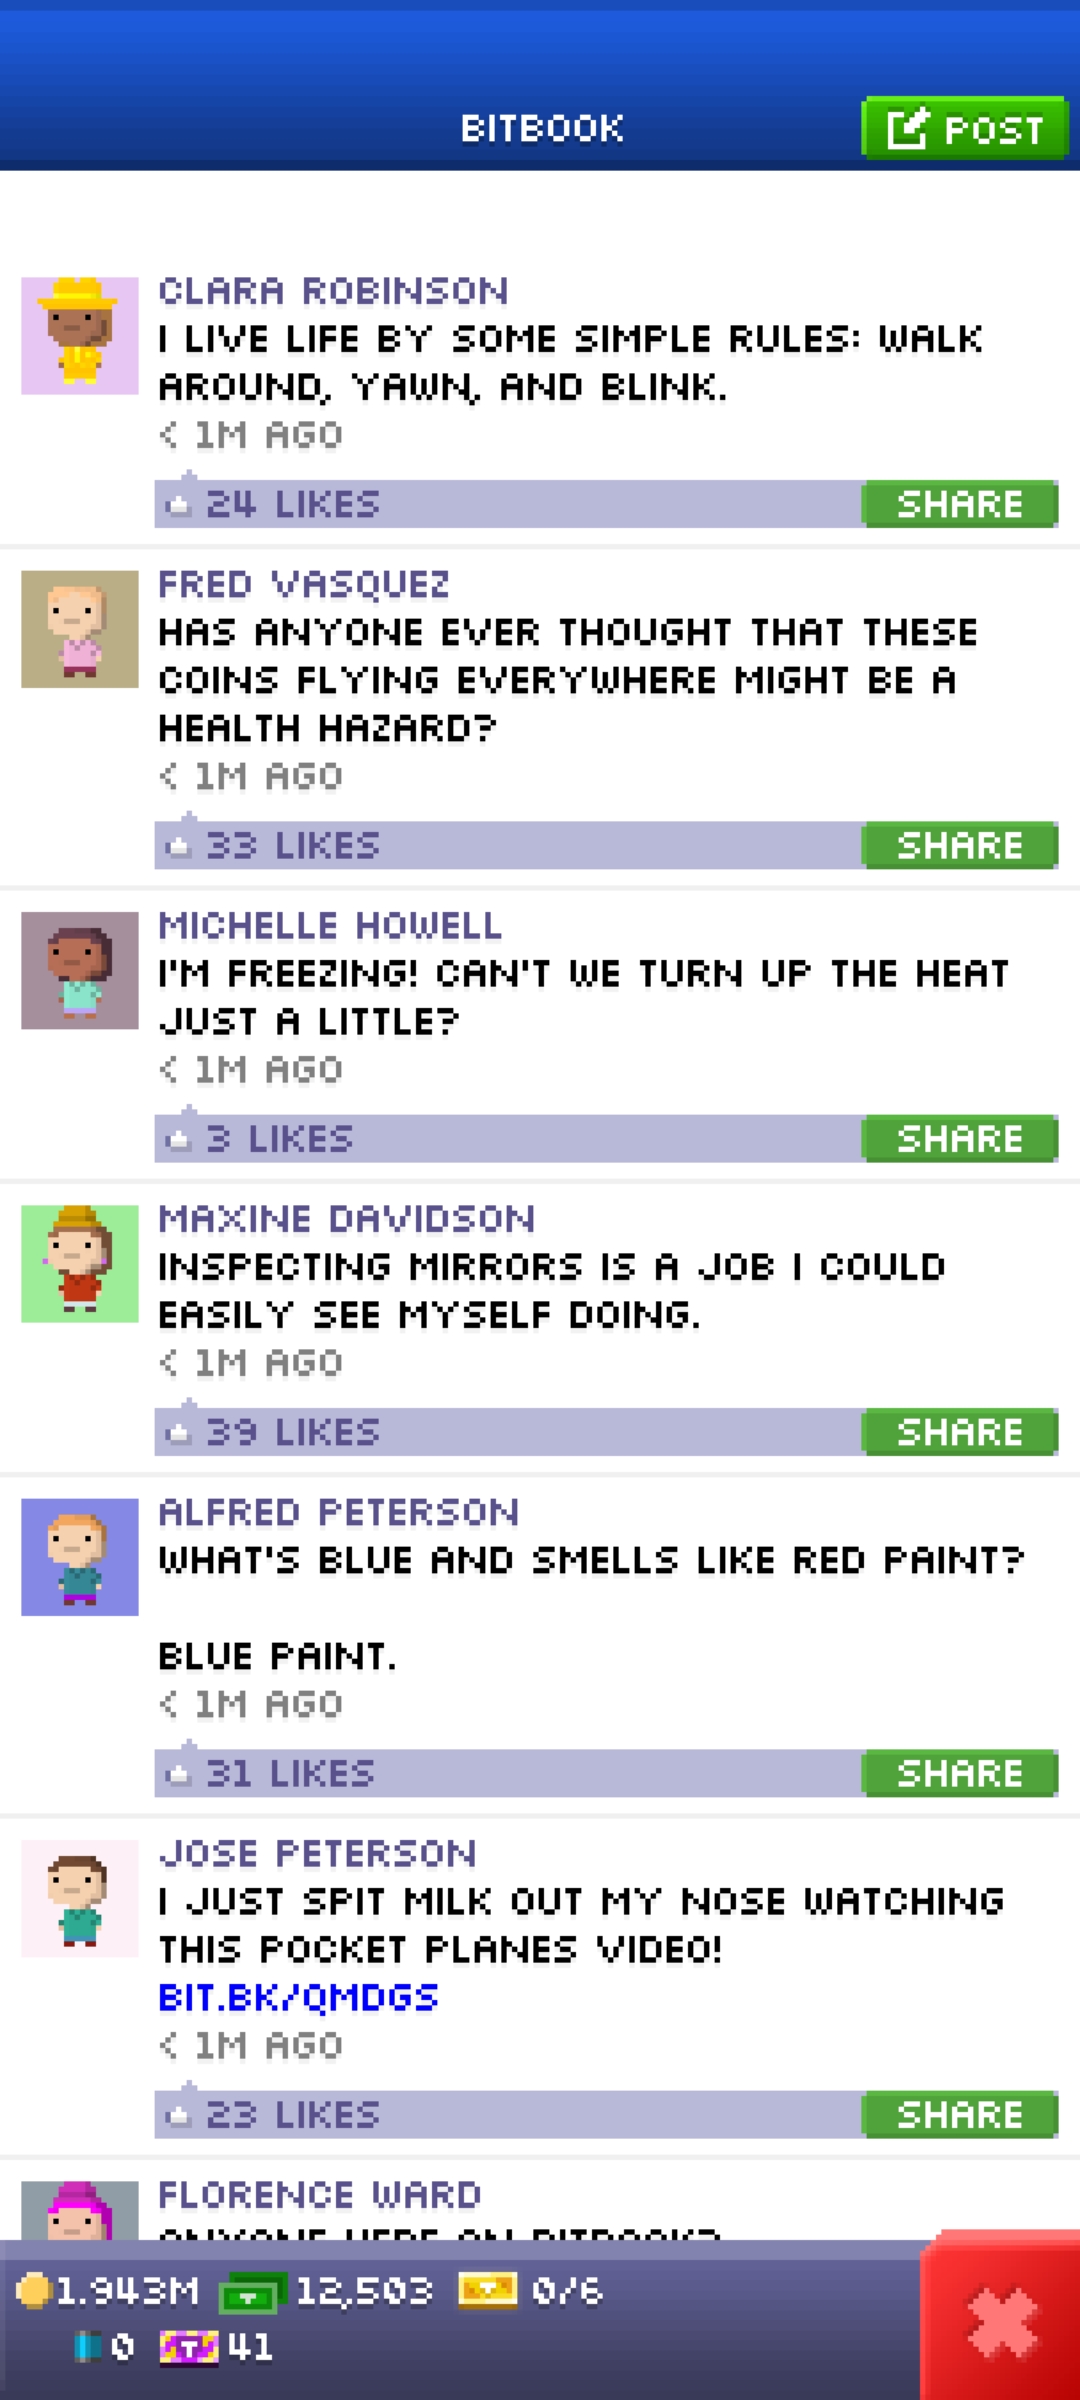 BITBOOK
POST
CLARA ROBINSON
I LIVE LIFE BY SOME SIMPLE RULES: WALK
AROUND, YAWN, AND BLINK.
< 1M AGO
24 LIKES
SHARE
FRED VASQUEZ
HAS ANYONE EVER THOUGHT THAT THESE
COINS FLYING EVERYWHERE MIGHT BE A
HEALTH HAZARD?
< 1M AGO
33 LIKES
SHARE
MICHELLE HOWELL
I'M FREEZING! CAN'T WE TURN UP THE HEAT
JUST A LITTLE?
< 1M AGO
3 LIKES
SHARE
MAXINE DAVIDSON
INSPECTING MIRRORS IS A JOB I COULD
EASILY SEE MYSELF DOING.
< 1M AGO
39 LIKES
SHARE
ALFRED PETERSON
WHAT'S BLUE AND SMELLS LIKE RED PAINT?
BLUE PAINT.
< 1M AGO
31 LIKES
SHARE
JOSE PETERSON
I JUST SPIT MILK OUT MY NOSE WATCHING
THIS POCKET PLANES VIDEO!
BIT.BK/QMDGS
< 1M AGO
23 LIKES
SHARE
FLORENCE WARD
1.943M 12,503 0/6
0 T 41